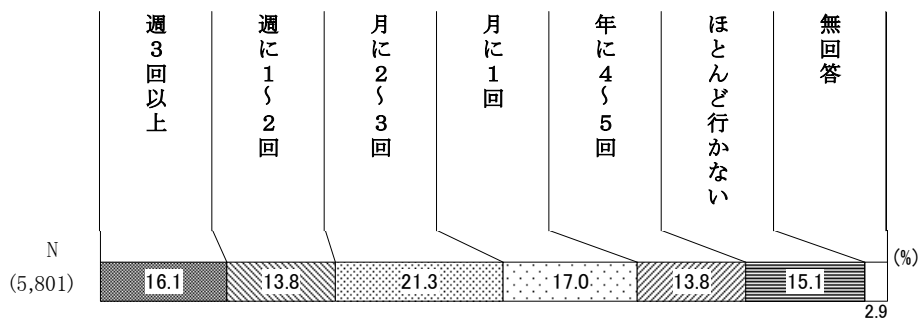 週3回以上
週に1～2回
月に2～3回
月に1回
年に4～5回
ほとんど行かない
無回答
N
(%)
(5,801)
16.1
13.8
21.3
17.0
13.8
15.1
2.9